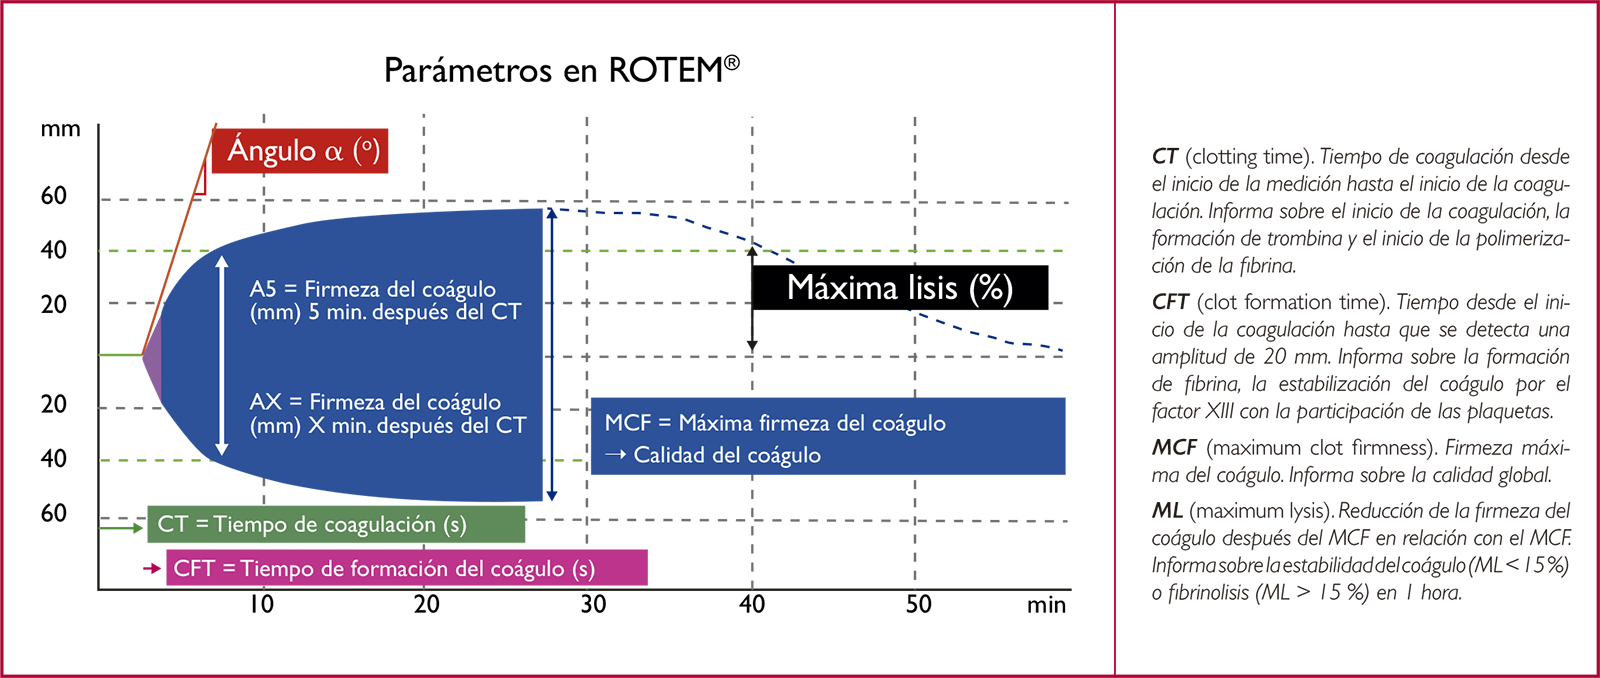 Parámetros en ROTEM®
mm
60
40
20
20
40
60
Ángulo α (°)
A5 = Firmeza del coágulo
(mm) 5 min. después del CT
AX = Firmeza del coágulo
(mm) X min. después del CT
Máxima lisis (%)
MCF = Máxima firmeza del coágulo
→ Calidad del coágulo
CT = Tiempo de coagulación (s)
CFT = Tiempo de formación del coágulo (s)
10 20 30 40 50 min
CT (clotting time). Tiempo de coagulación desde
el inicio de la medición hasta el inicio de la coagu-
lación. Informa sobre el inicio de la coagulación, la
formación de trombina y el inicio de la polimeriza-
ción de la fibrina.
CFT (clot formation time). Tiempo desde el ini-
cio de la coagulación hasta que se detecta una
amplitud de 20 mm. Informa sobre la formación
de fibrina, la estabilización del coágulo por el
factor XIII con la participación de las plaquetas.
MCF (maximum clot firmness). Firmeza máxi-
ma del coágulo. Informa sobre la calidad global.
ML (maximum lysis). Reducción de la firmeza del
coágulo después del MCF en relación con el MCF.
Informa sobre la estabilidad del coágulo (ML < 15 %)
o fibrinolisis (ML > 15 %) en 1 hora.